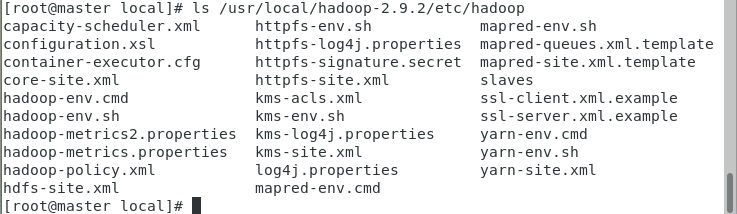 [root@master local]# ls /usr/local/hadoop-2.9.2/etc/hadoop
capacity-scheduler.xml httpfs-env.sh mapred-env.sh
configuration.xsl httpfs-log4j.properties mapred-queues.xml.template
container-executor.cfg httpfs-signature.secret mapred-site.xml.template
core-site.xml httpfs-site.xml slaves
hadoop-env.cmd kms-acls.xml ssl-client.xml.example
hadoop-env.sh kms-env.sh ssl-server.xml.example
hadoop-metrics2.properties kms-log4j.properties yarn-env.cmd
hadoop-metrics.properties kms-site.xml yarn-env.sh
hadoop-policy.xml log4j.properties yarn-site.xml
hdfs-site.xml mapred-env.cmd
[root@master local]#